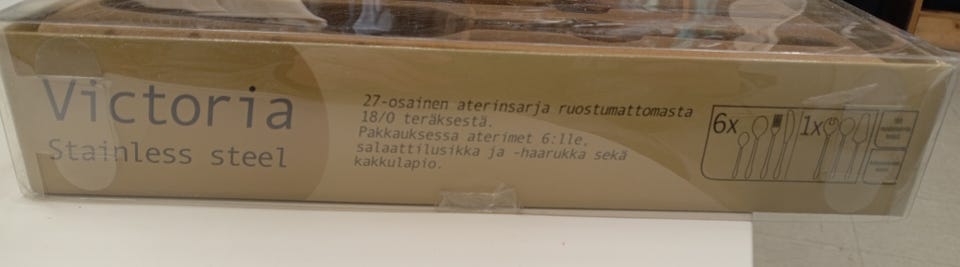 Victoria
Stainless steel
27-osainen aterinsarja ruostumattomasta
18/0 teräksestä.
Pakkauksessa aterimet 6:lle,
salaattilusikka ja -haarukka sekä
kakkulapio.
6x
1x